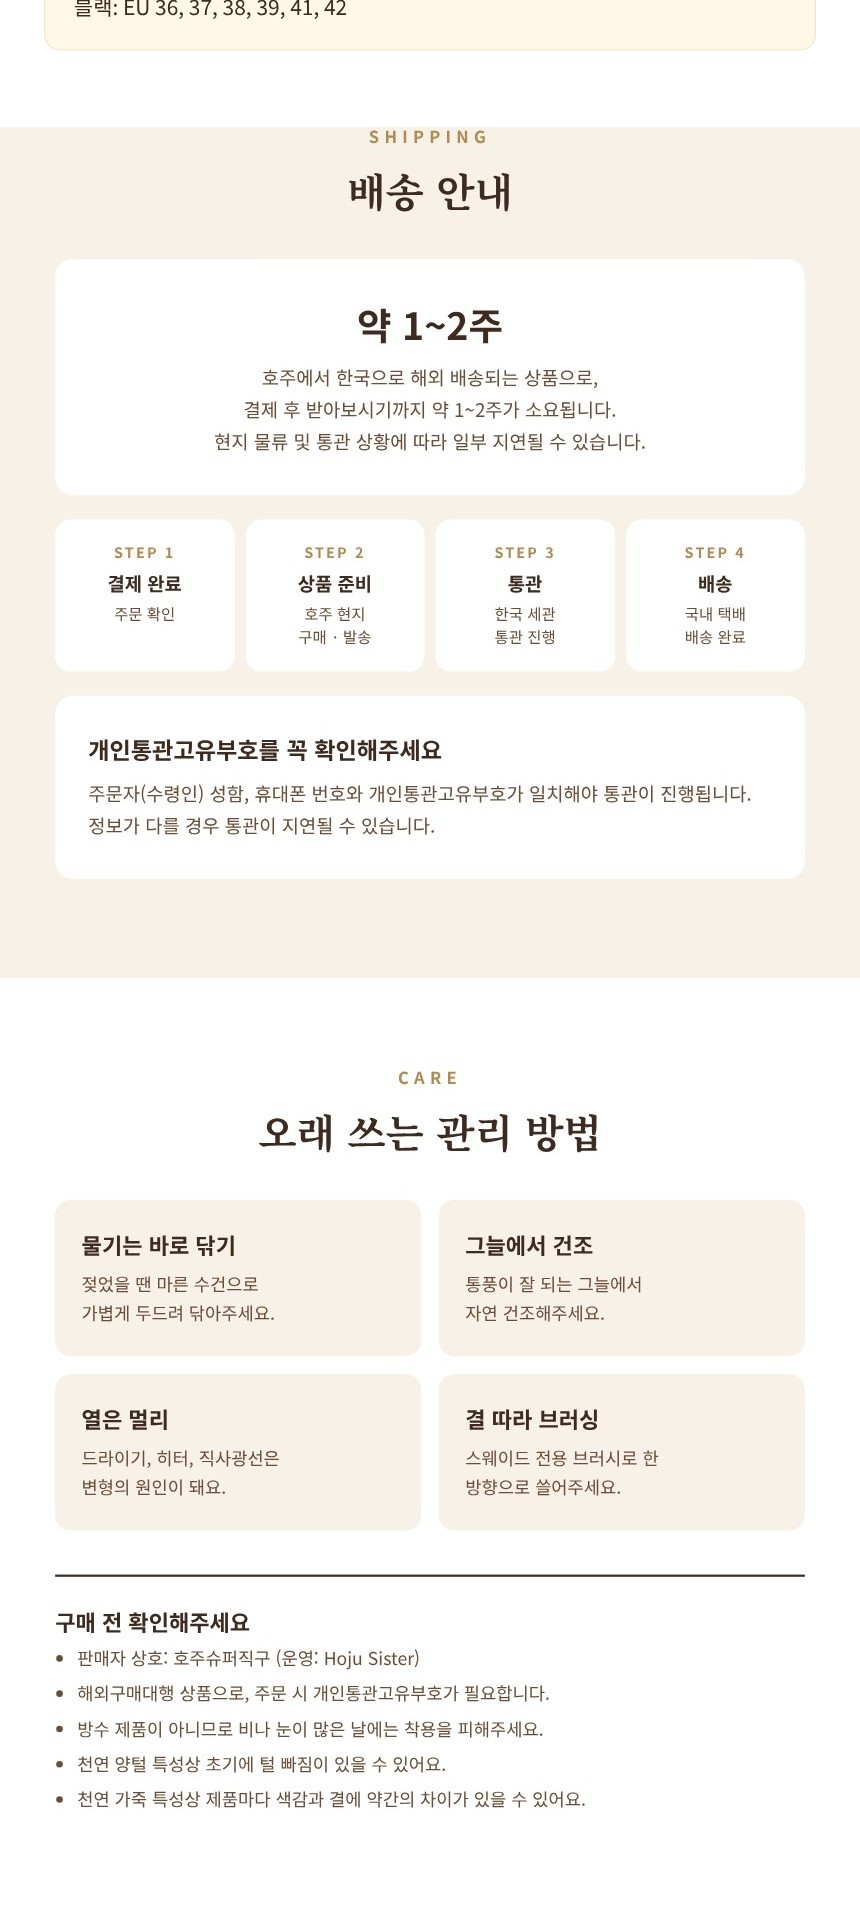 블랙: EU 36, 37, 38, 39, 41, 42
SHIPPING
배송 안내
약 1~2주
호주에서 한국으로 해외 배송되는 상품으로,
결제 후 받아보시기까지 약 1~2주가 소요됩니다.
현지 물류 및 통관 상황에 따라 일부 지연될 수 있습니다.
STEP 1
결제 완료
주문 확인
STEP 2
상품 준비
호주 현지
구매 · 발송
STEP 3
통관
한국 세관
통관 진행
STEP 4
배송
국내 택배
배송 완료
개인통관고유부호를 꼭 확인해주세요
주문자(수령인) 성함, 휴대폰 번호와 개인통관고유부호가 일치해야 통관이 진행됩니다.
정보가 다를 경우 통관이 지연될 수 있습니다.
CARE
오래 쓰는 관리 방법
물기는 바로 닦기
젖었을 땐 마른 수건으로
가볍게 두드려 닦아주세요.
그늘에서 건조
통풍이 잘 되는 그늘에서
자연 건조해주세요.
열은 멀리
드라이기, 히터, 직사광선은
변형의 원인이 돼요.
결 따라 브러싱
스웨이드 전용 브러시로 한
방향으로 쓸어주세요.
구매 전 확인해주세요
• 판매자 상호: 호주슈퍼직구 (운영: Hoju Sister)
• 해외구매대행 상품으로, 주문 시 개인통관고유부호가 필요합니다.
• 방수 제품이 아니므로 비나 눈이 많은 날에는 착용을 피해주세요.
• 천연 양털 특성상 초기에 털 빠짐이 있을 수 있어요.
• 천연 가죽 특성상 제품마다 색감과 결에 약간의 차이가 있을 수 있어요.